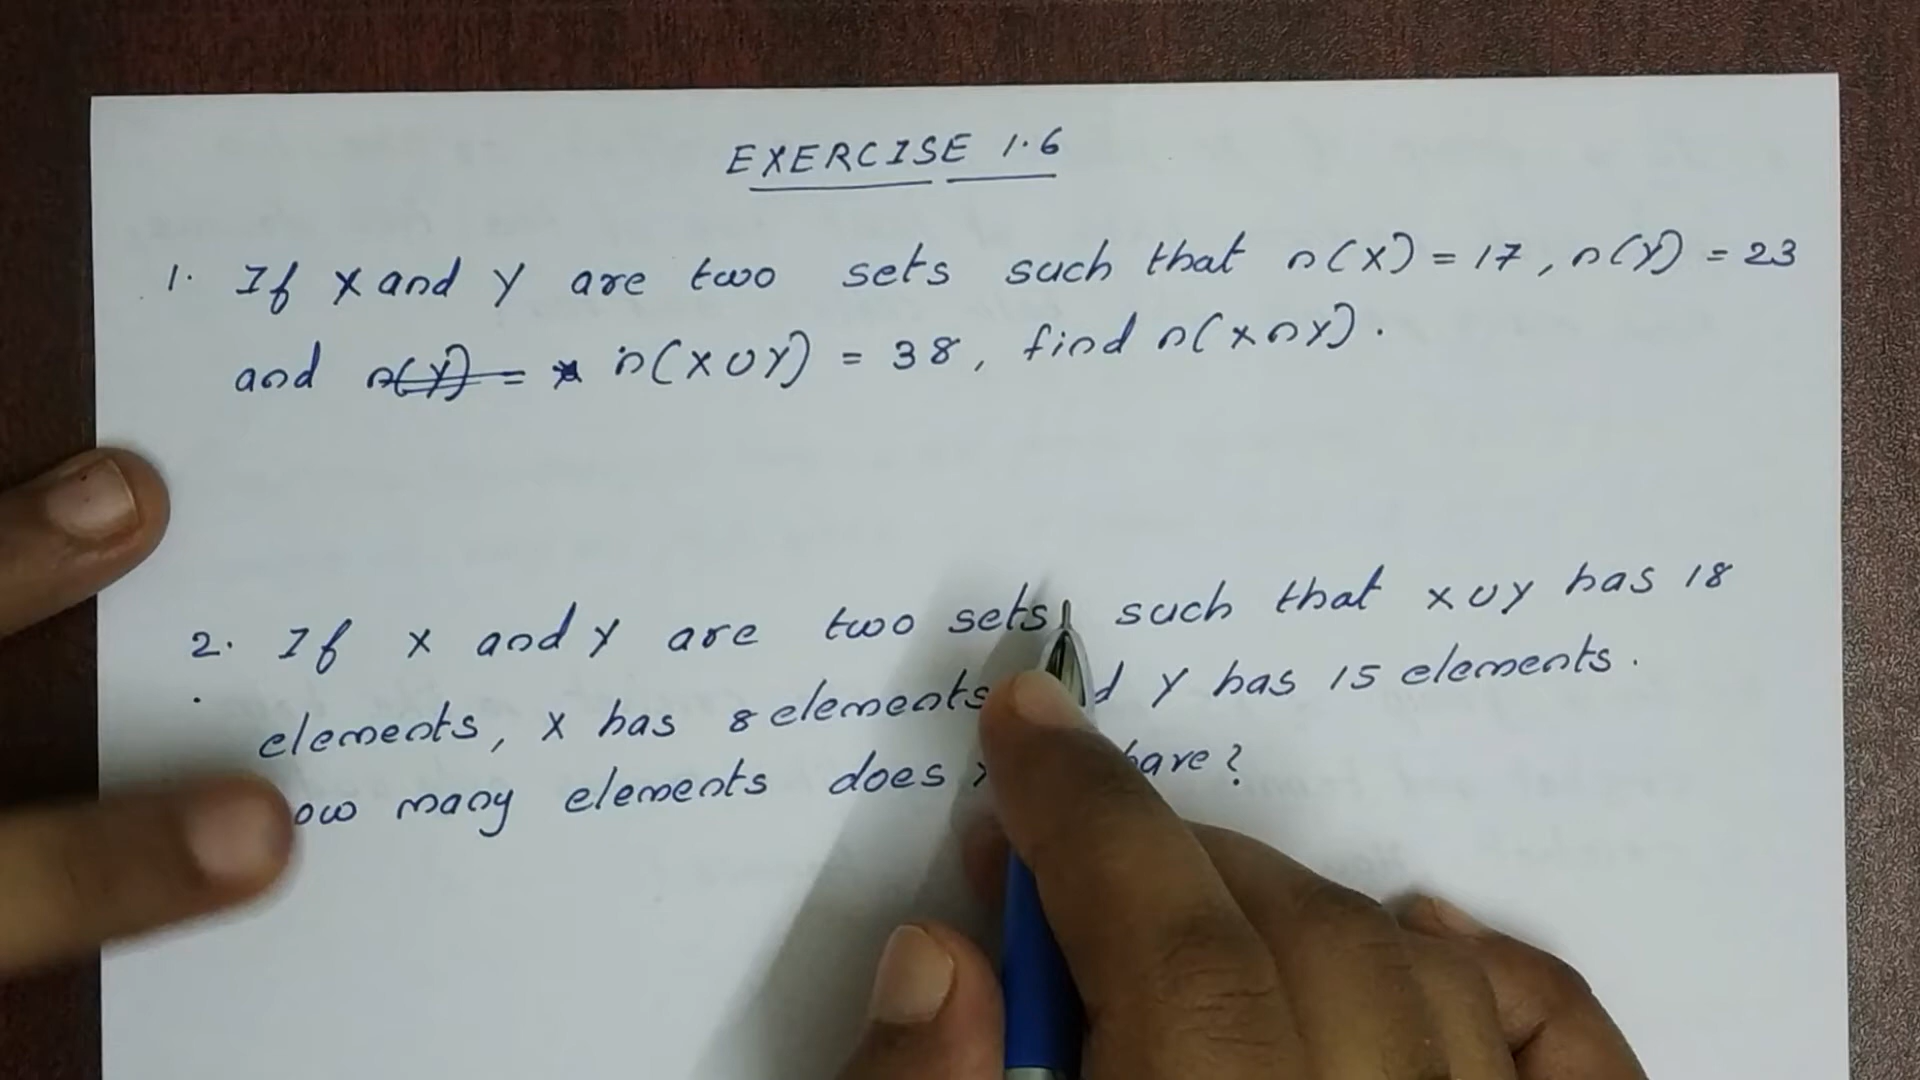 EXERCISE 1.6
1. If X and Y are two sets such that n(X) = 17, n(Y) = 23
and n(Y) = n(X∪Y) = 38, find n(X∩Y).
2. If X and Y are two sets such that X∪Y has 18
elements, X has 8 elements Y has 15 elements.
many elements does have?